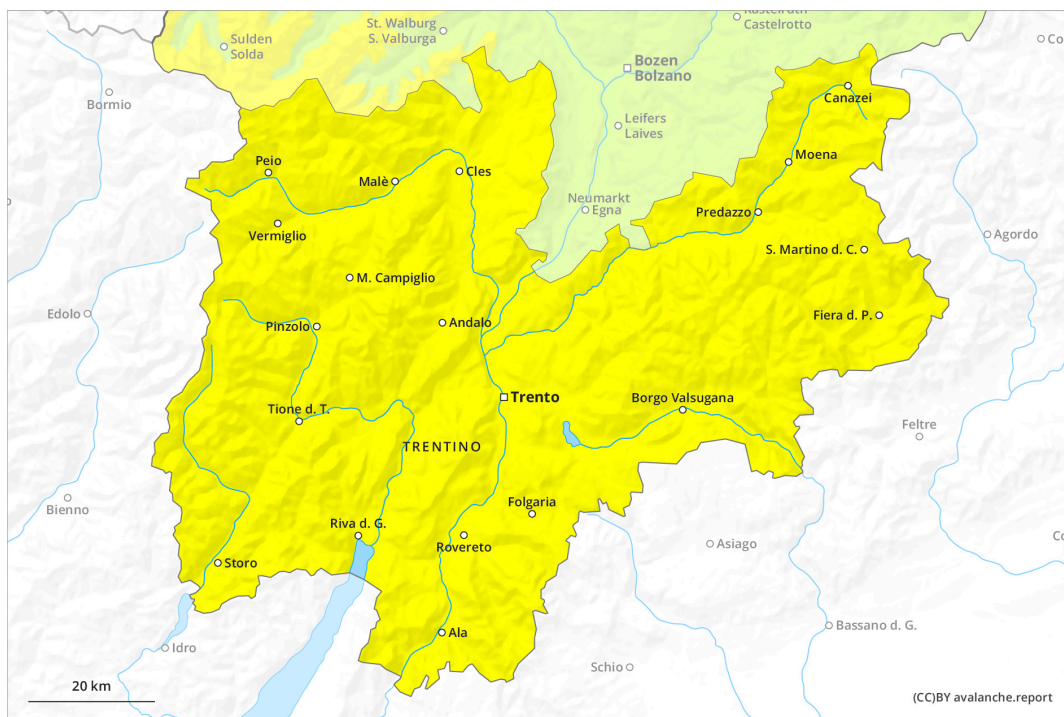 Kastelruth
Castelrotto
St. Walburg
S. Valburga
Sulden
Solda
Co
Bozen
Bolzano
Bormio
Canazei
Leifers
Laives
Moena
Peio
Malè
Cles
Neumarkt
Egna
Predazzo
Vermiglio
Agordo
S. Martino d. C.
M. Campiglio
Edolo
Pinzolo
Andalo
Fiera d. P.
Trento
Borgo Valsugana
Tione d. T.
Feltre
TRENTINO
Bienno
Folgaria
Riva d. G.
Rovereto
Asiago
Co
Storo
Ala
Bassano d. G.
Idro
Schio
20 km
(CC)BY avalanche.report